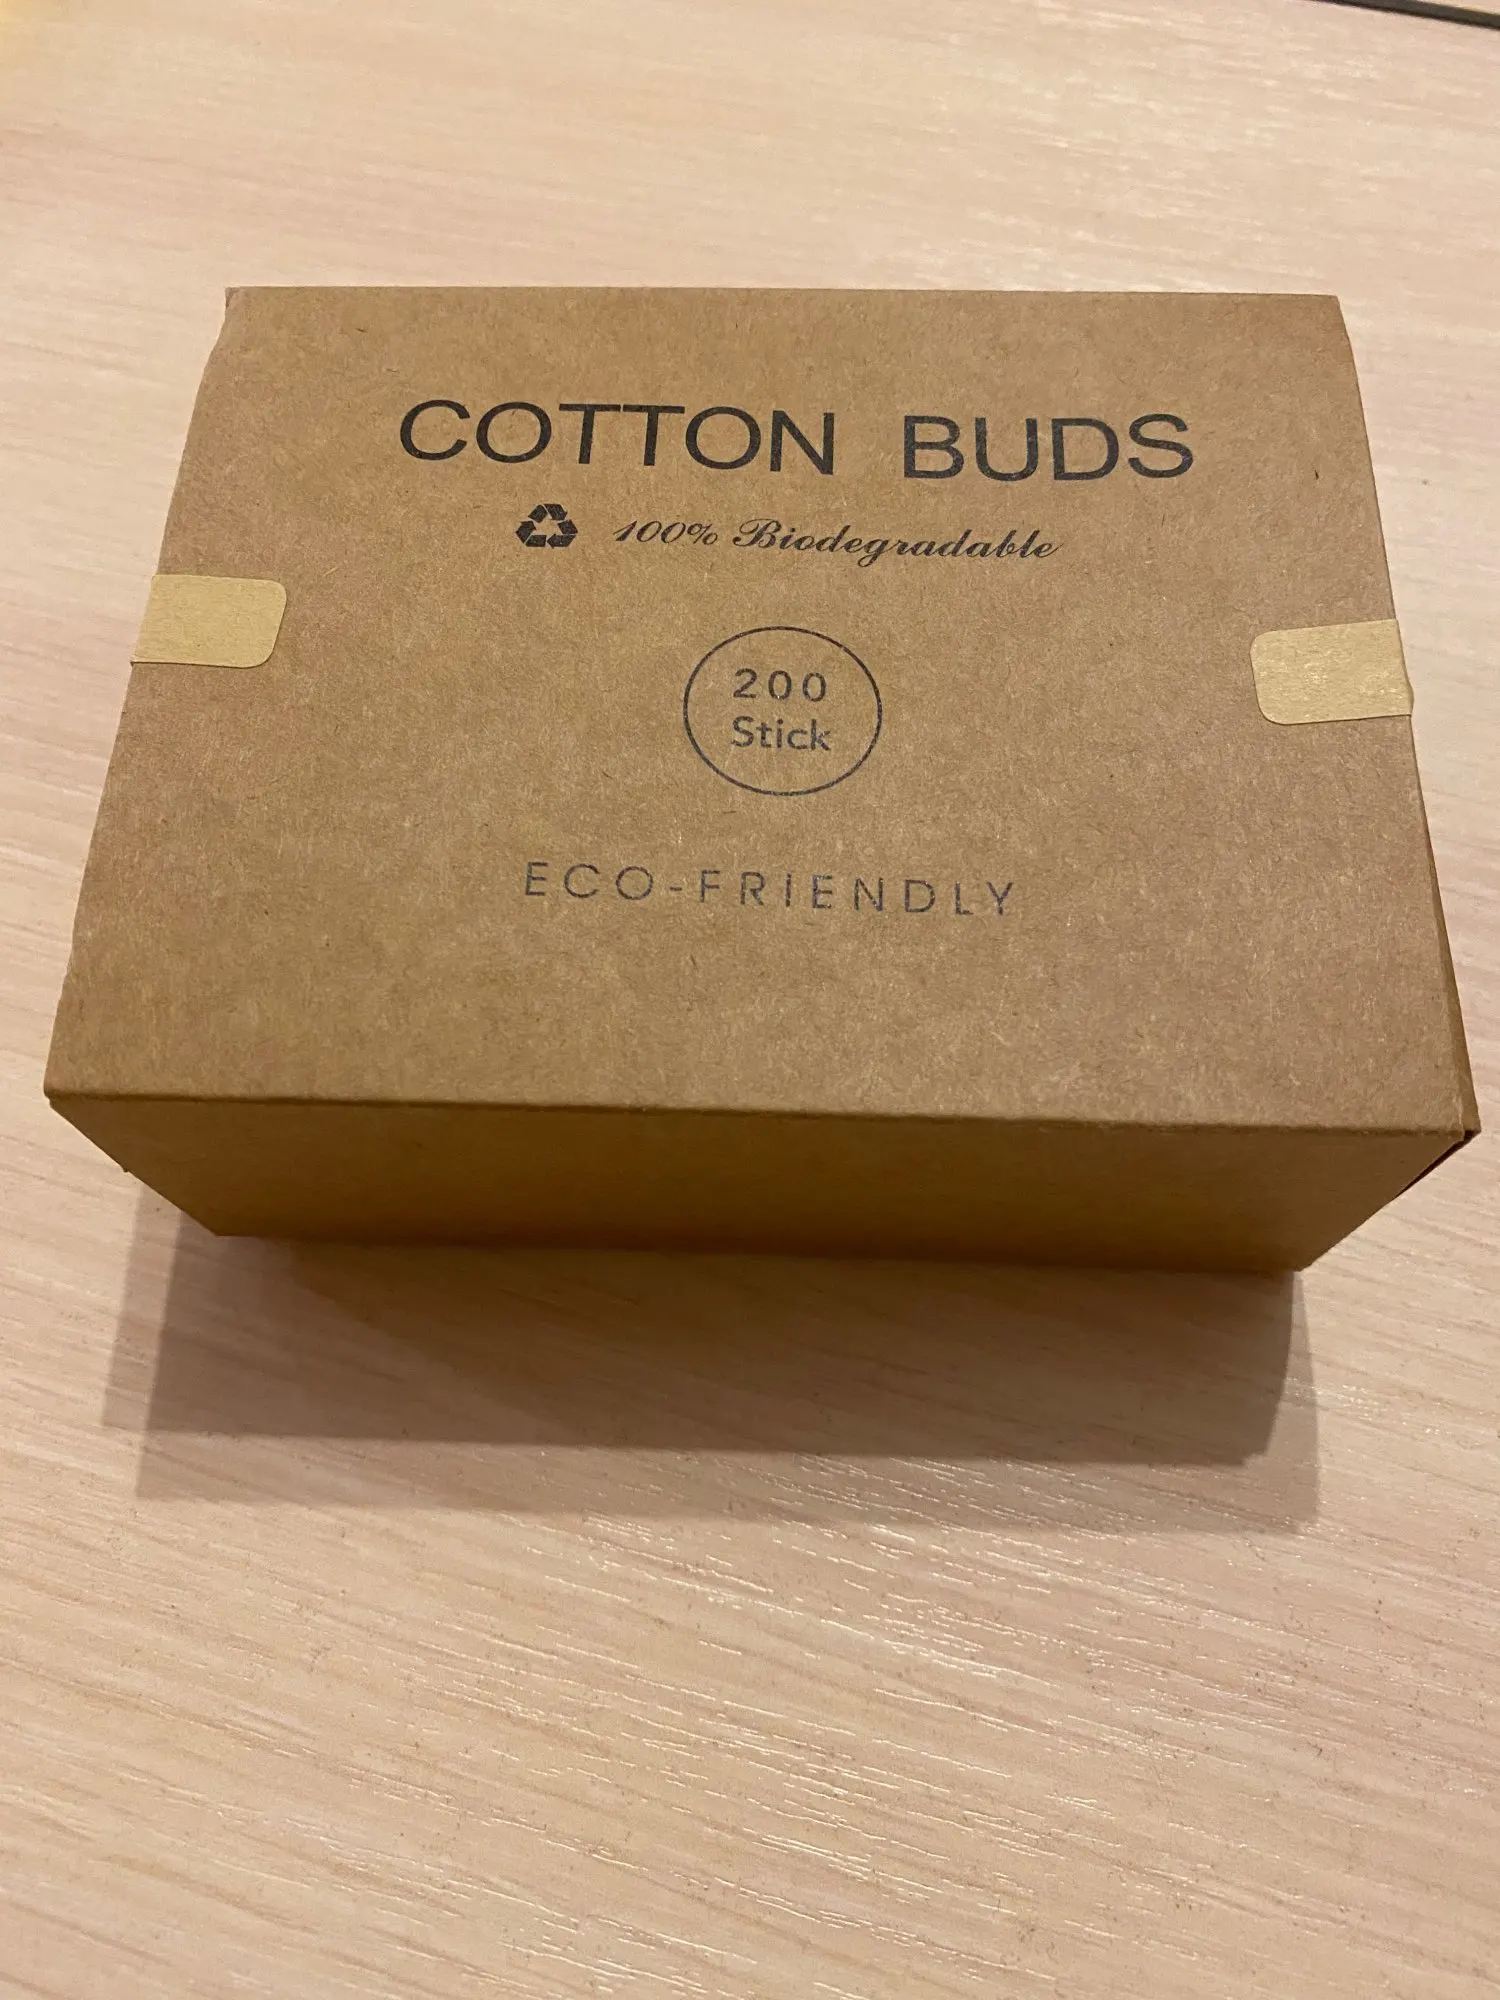 COTTON BUDS
100% Biodegradable
200
Stick
ECO-FRIENDLY